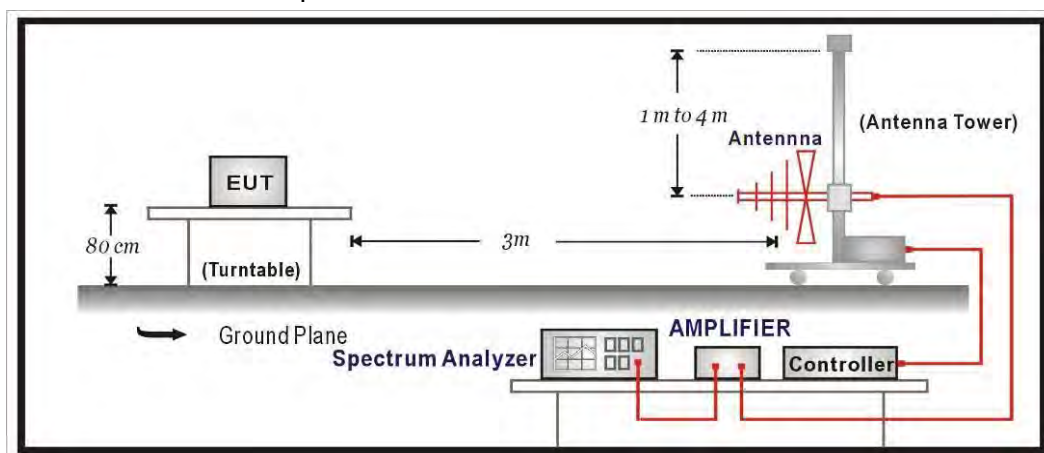 1 m to 4 m
(Antenna Tower)
Antennna
EUT
80 cm
3m
(Turntable)
Ground Plane
AMPLIFIER
Spectrum Analyzer
Controller